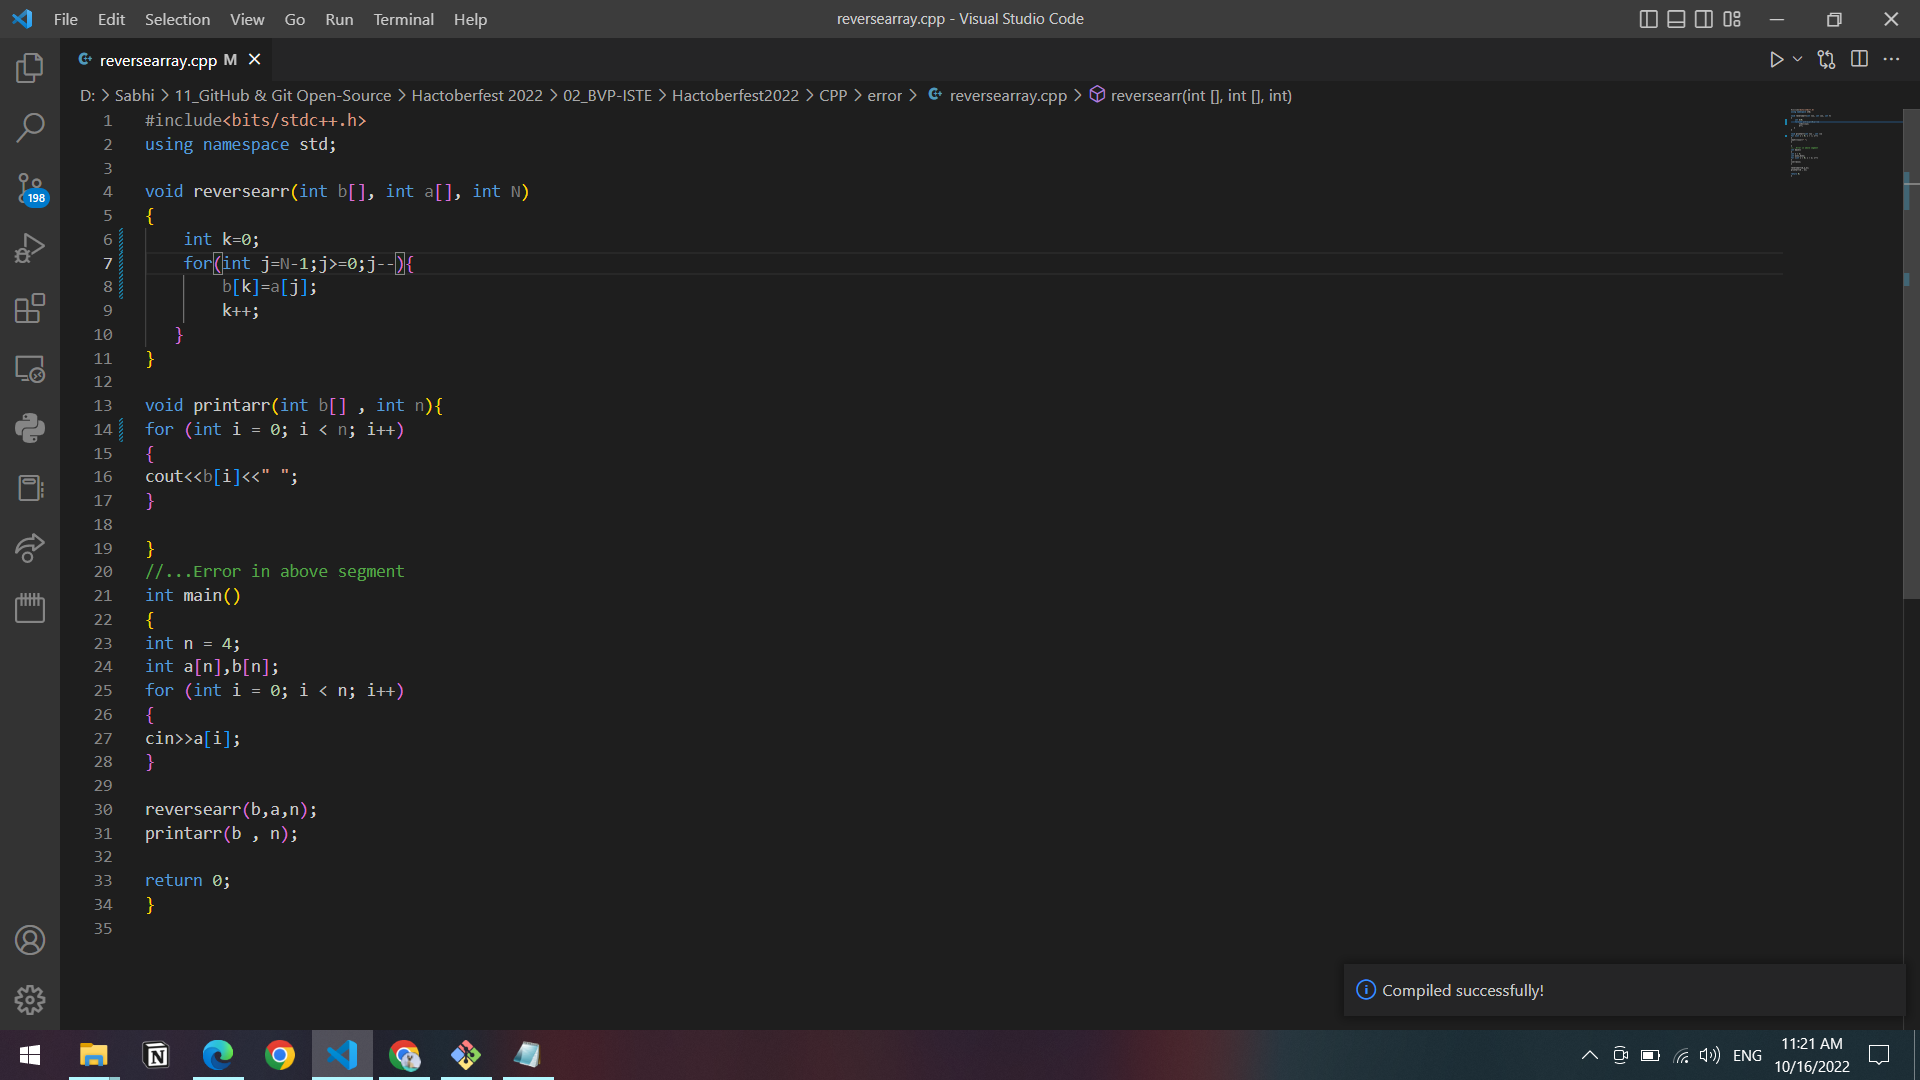 File Edit Selection View Go Run Terminal Help
reversearray.cpp - Visual Studio Code
reversearray.cpp M
D: > Sabhi > 11_GitHub & Git Open-Source > Hactoberfest 2022 > 02_BVP-ISTE > Hactoberfest2022 > CPP > error > reversearray.cpp > reversearr(int [], int [], int)
1 #include<bits/stdc++.h>
2 using namespace std;
3
4 void reversearr(int b[], int a[], int N)
5 {
6     int k=0;
7     for(int j=N-1;j>=0;j--){
8         b[k]=a[j];
9         k++;
10    }
11 }
12
13 void printarr(int b[] , int n){
14 for (int i = 0; i < n; i++)
15 {
16 cout<<b[i]<<" ";
17 }
18
19 }
20 //...Error in above segment
21 int main()
22 {
23 int n = 4;
24 int a[n],b[n];
25 for (int i = 0; i < n; i++)
26 {
27 cin>>a[i];
28 }
29
30 reversearr(b,a,n);
31 printarr(b , n);
32
33 return 0;
34 }
35
198
Compiled successfully!
ENG
11:21 AM
10/16/2022